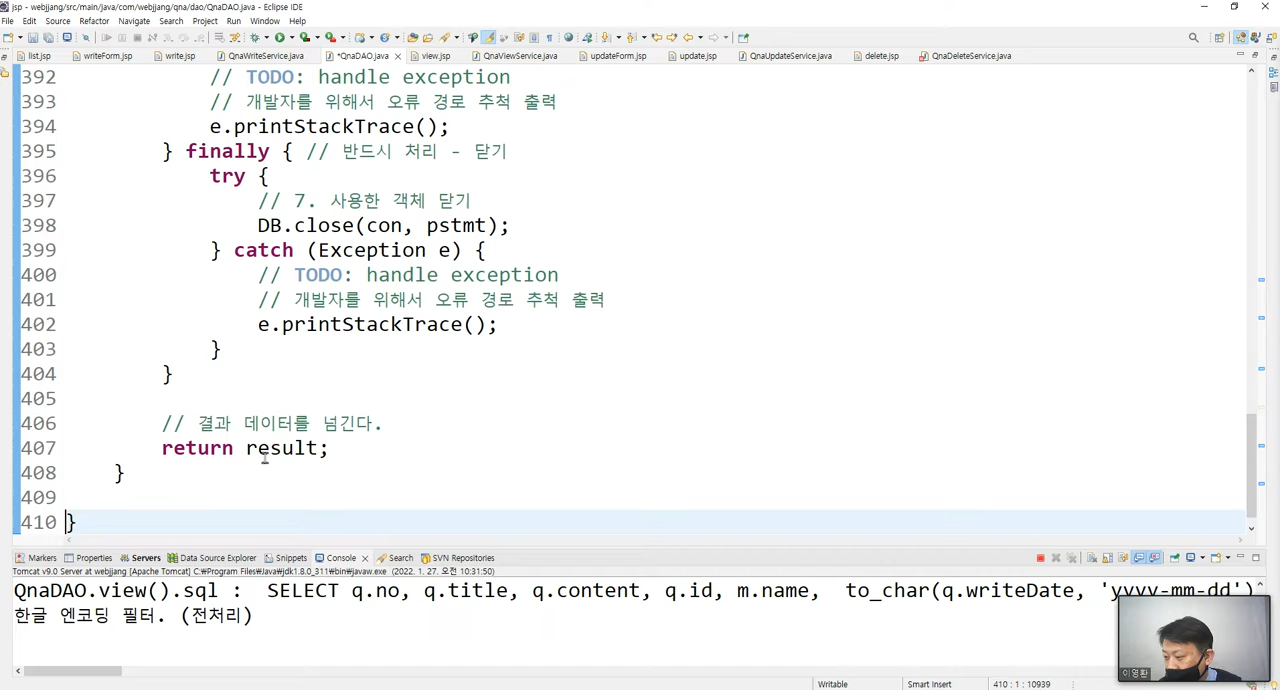 jsp - webjjang/src/main/java/com/webjjang/qna/dao/QnaDAO.java - Eclipse IDE
File Edit Source Refactor Navigate Search Project Run Window Help
list.jsp writeForm.jsp write.jsp QnaWriteService.java *QnaDAO.java view.jsp QnaViewService.java updateForm.jsp update.jsp QnaUpdateService.java delete.jsp QnaDeleteService.java
392 // TODO: handle exception
393 // 개발자를 위해서 오류 경로 추척 출력
394 e.printStackTrace();
395 } finally { // 반드시 처리 - 닫기
396 try {
397 // 7. 사용한 객체 닫기
398 DB.close(con, pstmt);
399 } catch (Exception e) {
400 // TODO: handle exception
401 // 개발자를 위해서 오류 경로 추척 출력
402 e.printStackTrace();
403 }
404 }
405
406 // 결과 데이터를 넘긴다.
407 return result;
408 }
409
410 }
Markers Properties Servers Data Source Explorer Snippets Console Search SVN Repositories
Tomcat v9.0 Server at webjjang [Apache Tomcat] C:\Program Files\Java\jdk1.8.0_311\bin\javaw.exe (2022. 1. 27. 오전 10:31:50)
QnaDAO.view().sql : SELECT q.no, q.title, q.content, q.id, m.name, to_char(q.writeDate, 'yyyy-mm-dd')
한글 엔코딩 필터. (전처리)
이영환
Writable Smart Insert 410 : 1 : 10939